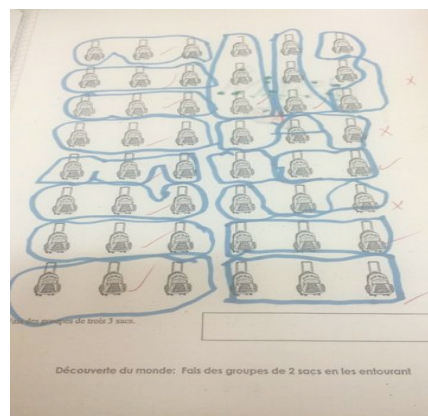 des groupes de trois 3 sacs.
Découverte du monde: Fais des groupes de 2 sacs en les entourant